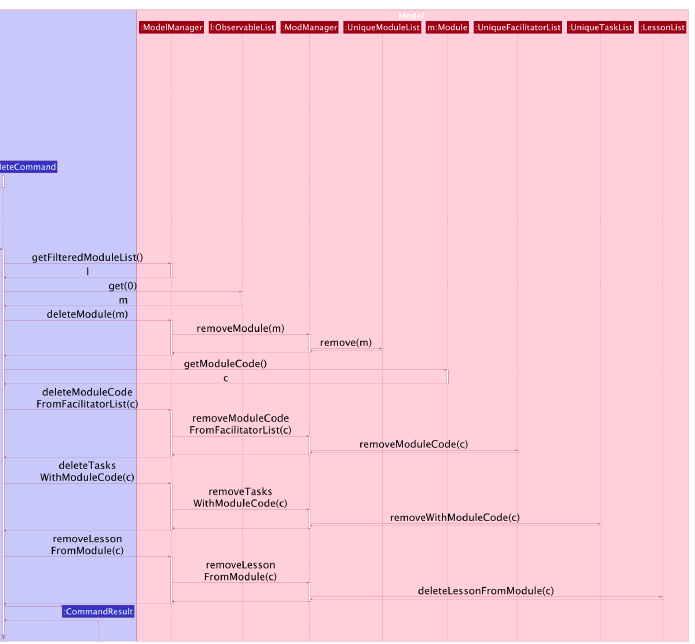 Model
:ModelManager l:ObservableList :ModManager :UniqueModuleList m:Module :UniqueFacilitatorList :UniqueTaskList :LessonList
leteCommand
getFilteredModuleList()
l
get(0)
m
deleteModule(m)
removeModule(m)
remove(m)
getModuleCode()
c
deleteModuleCode
FromFacilitatorList(c)
removeModuleCode
FromFacilitatorList(c)
removeModuleCode(c)
deleteTasks
WithModuleCode(c)
removeTasks
WithModuleCode(c)
removeWithModuleCode(c)
removeLesson
FromModule(c)
removeLesson
FromModule(c)
deleteLessonFromModule(c)
:CommandResult